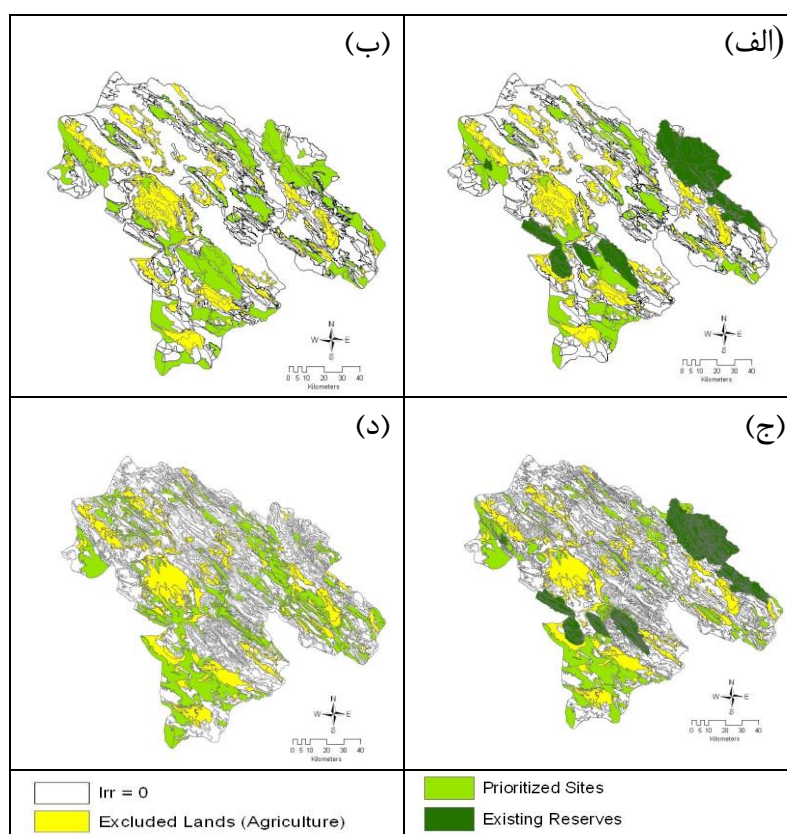 (الف)
N
W E
S
0 5 10 20 30 40
Kilometers
(ب)
N
W E
S
0 5 10 20 30 40
Kilometers
(ج)
N
W E
S
0 5 10 20 30 40
Kilometers
(د)
N
W E
S
0 5 10 20 30 40
Kilometers
Irr = 0
Excluded Lands (Agriculture)
Prioritized Sites
Existing Reserves